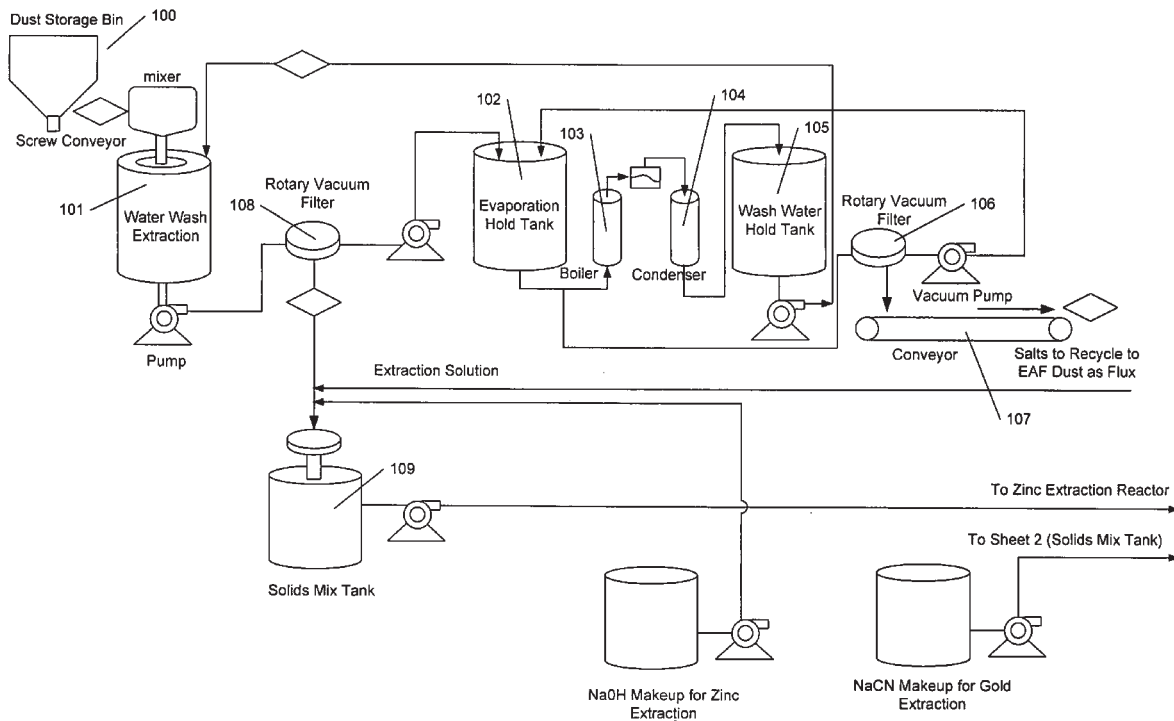 Dust Storage Bin
100
mixer
Screw Conveyor
101
Water Wash
Extraction
Pump
Rotary Vacuum
Filter
108
102
Evaporation
Hold Tank
103
Boiler
104
Condenser
105
Wash Water
Hold Tank
Rotary Vacuum
Filter
106
Vacuum Pump
Conveyor
Salts to Recycle to
EAF Dust as Flux
107
Extraction Solution
109
Solids Mix Tank
To Zinc Extraction Reactor
To Sheet 2 (Solids Mix Tank)
Na0H Makeup for Zinc
Extraction
NaCN Makeup for Gold
Extraction